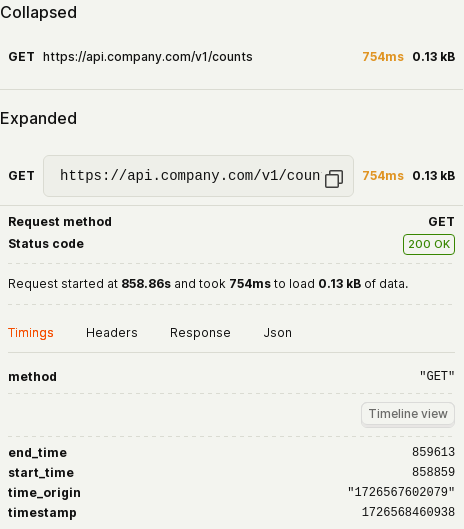 Collapsed
GET https://api.company.com/v1/counts 754ms 0.13 kB
Expanded
GET https://api.company.com/v1/coun 754ms 0.13 kB
Request method GET
Status code 200 OK
Request started at 858.86s and took 754ms to load 0.13 kB of data.
Timings Headers Response Json
method "GET"
Timeline view
end_time 859613
start_time 858859
time_origin "1726567602079"
timestamp 1726568460938